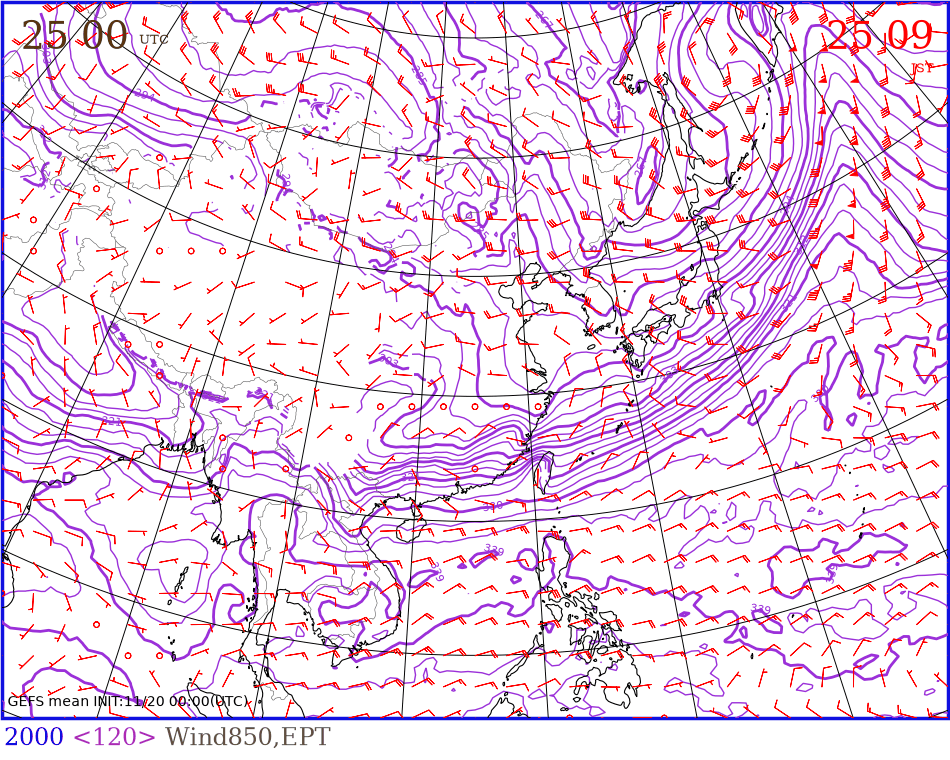 25 00 UTC
25 09
JST
GEFS mean INIT:11/20 00:00(UTC)
2000 <120> Wind850,EPT